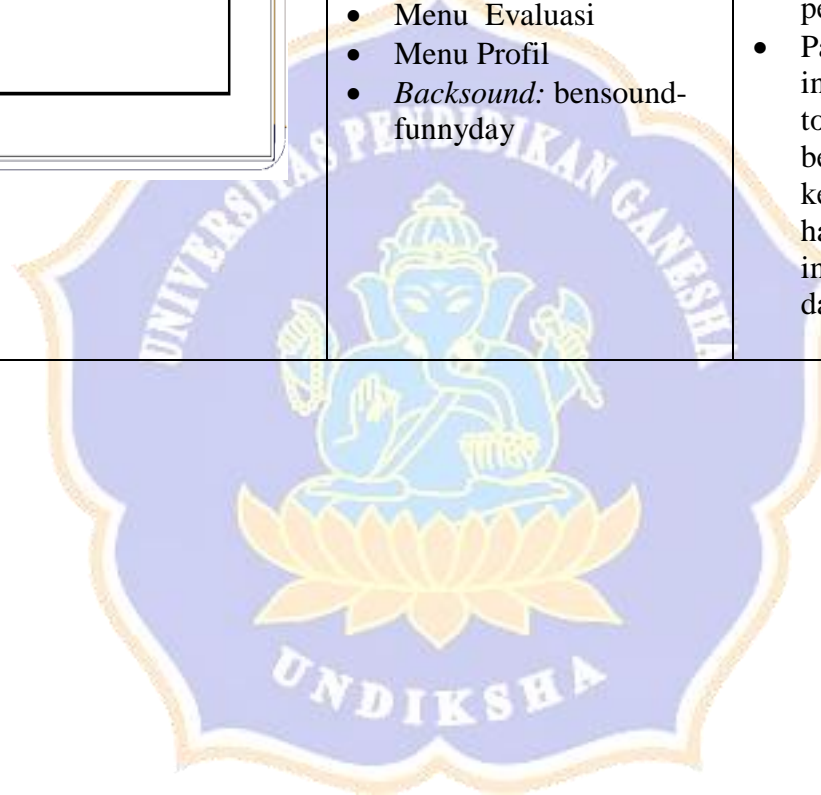 • Menu Evaluasi
• Menu Profil
• Backsound: bensound-
funnyday
•
UNIVERSITAS PENDIDIKAN GANESHA
UNDIKSHA